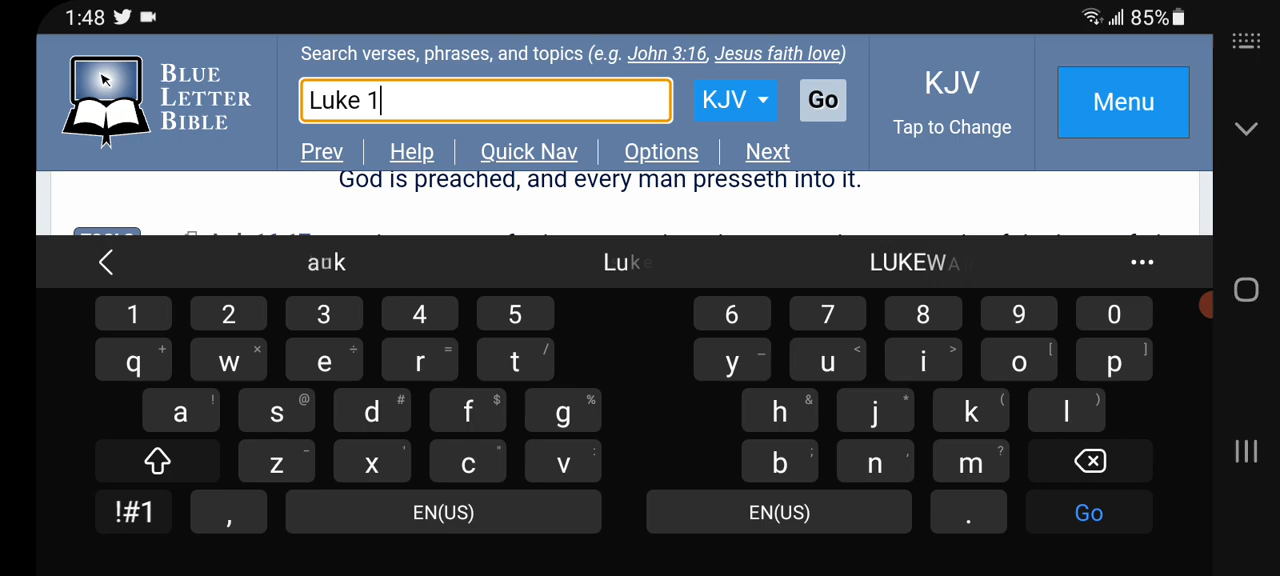 1:48
85%
Search verses, phrases, and topics (e.g. John 3:16, Jesus faith love)
BLUE
LETTER
BIBLE
Luke 1
KJV
Go
KJV
Tap to Change
Menu
Prev
Help
Quick Nav
Options
Next
God is preached, and every man presseth into it.
Luke
LUKEWA
1 2 3 4 5 6 7 8 9 0
q + w × e ÷ r = t / y _ u < i > o [ p ]
a ! s @ d # f $ g % h & j * k ( l )
z - x ' c " v : b ; n , m ?
!#1 , EN(US) EN(US) . Go